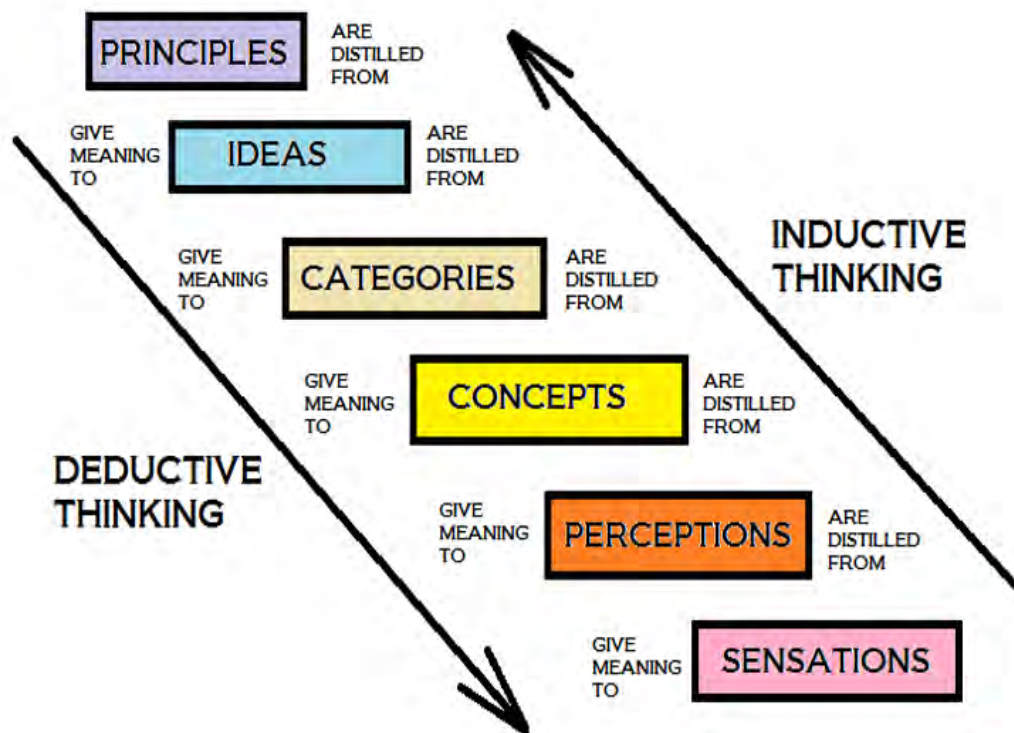 PRINCIPLES
ARE
DISTILLED
FROM
GIVE
MEANING
TO
IDEAS
ARE
DISTILLED
FROM
GIVE
MEANING
TO
CATEGORIES
ARE
DISTILLED
FROM
INDUCTIVE
THINKING
GIVE
MEANING
TO
CONCEPTS
ARE
DISTILLED
FROM
DEDUCTIVE
THINKING
GIVE
MEANING
TO
PERCEPTIONS
ARE
DISTILLED
FROM
GIVE
MEANING
TO
SENSATIONS